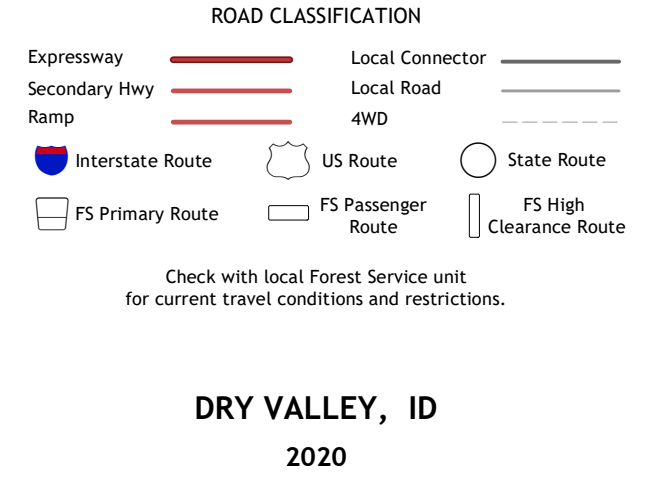 ROAD CLASSIFICATION
Expressway
Local Connector
Secondary Hwy
Local Road
Ramp
4WD
Interstate Route
US Route
State Route
FS Primary Route
FS Passenger
Route
FS High
Clearance Route
Check with local Forest Service unit
for current travel conditions and restrictions.
DRY VALLEY, ID
2020